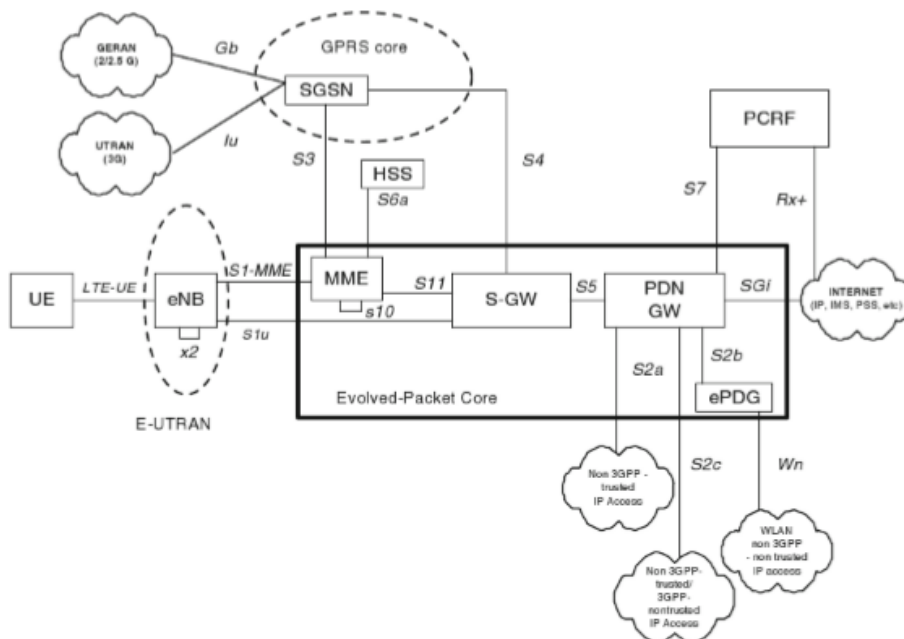 GERAN
(2/2.5 G)
Gb
GPRS core
SGSN
UTRAN
(3G)
Iu
PCRF
S3
HSS
S4
S6a
S7
Rx+
UE
LTE-UE
eNB
x2
S1-MME
MME
s10
S11
S-GW
S5
PDN
GW
SGi
INTERNET
(IP, IMS, PSS, etc)
S1u
S2a
S2b
ePDG
Evolved-Packet Core
E-UTRAN
S2c
Wn
Non 3GPP -
trusted
IP Access
WLAN
non 3GPP
- non trusted
IP access
Non 3GPP-
trusted/
3GPP-
nontrusted
IP Access